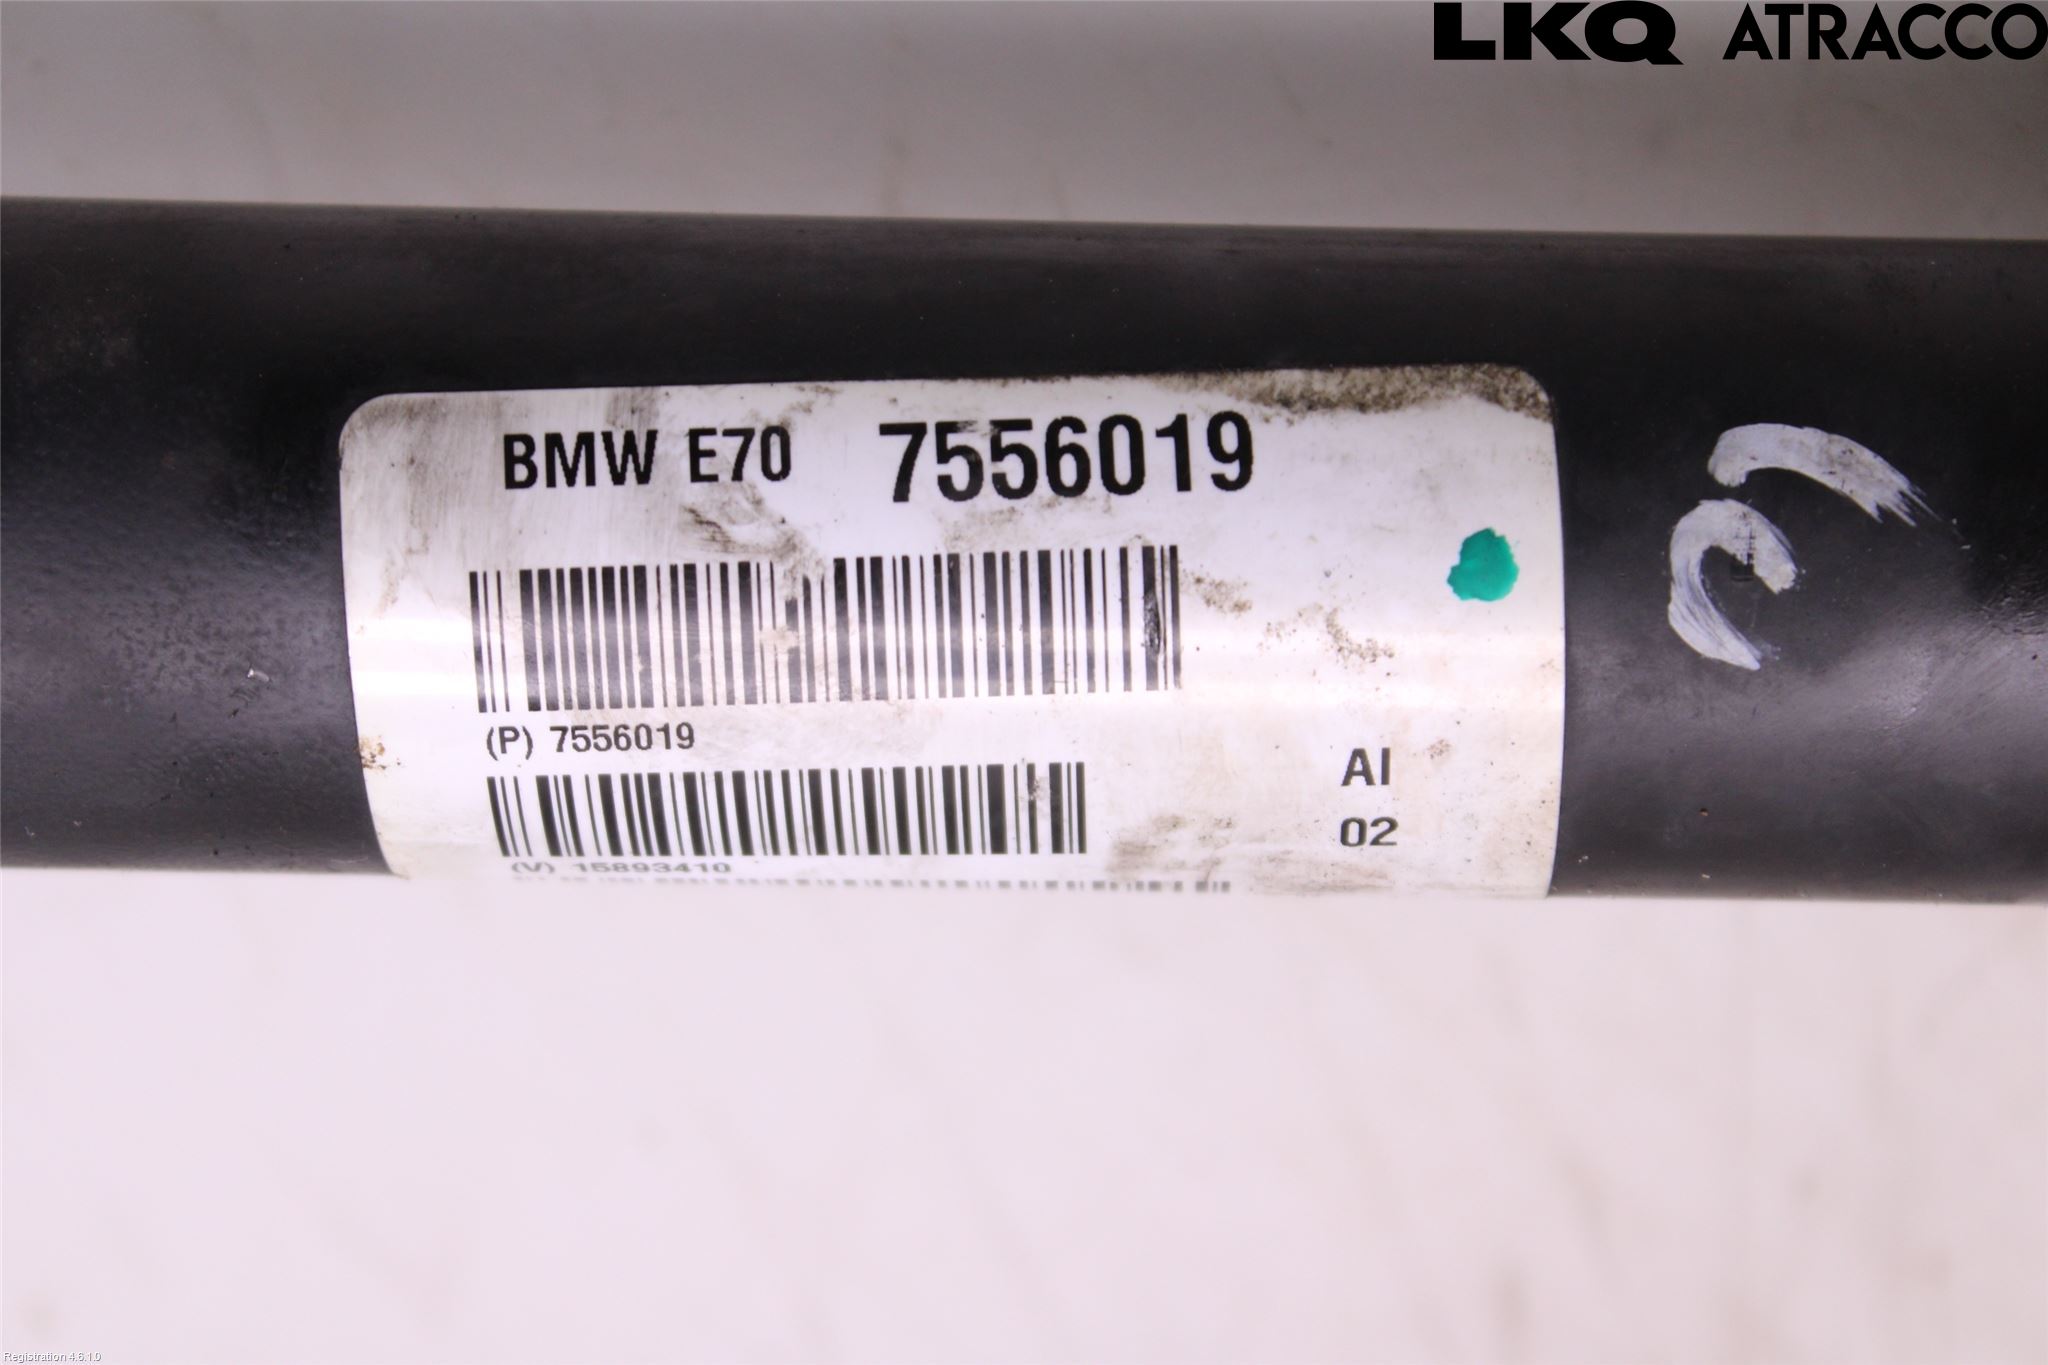 LKQ ATRACCO
BMW E70 7556019
(P) 7556019
AI
02
(V) 15893410
Registration 4.6.1.0